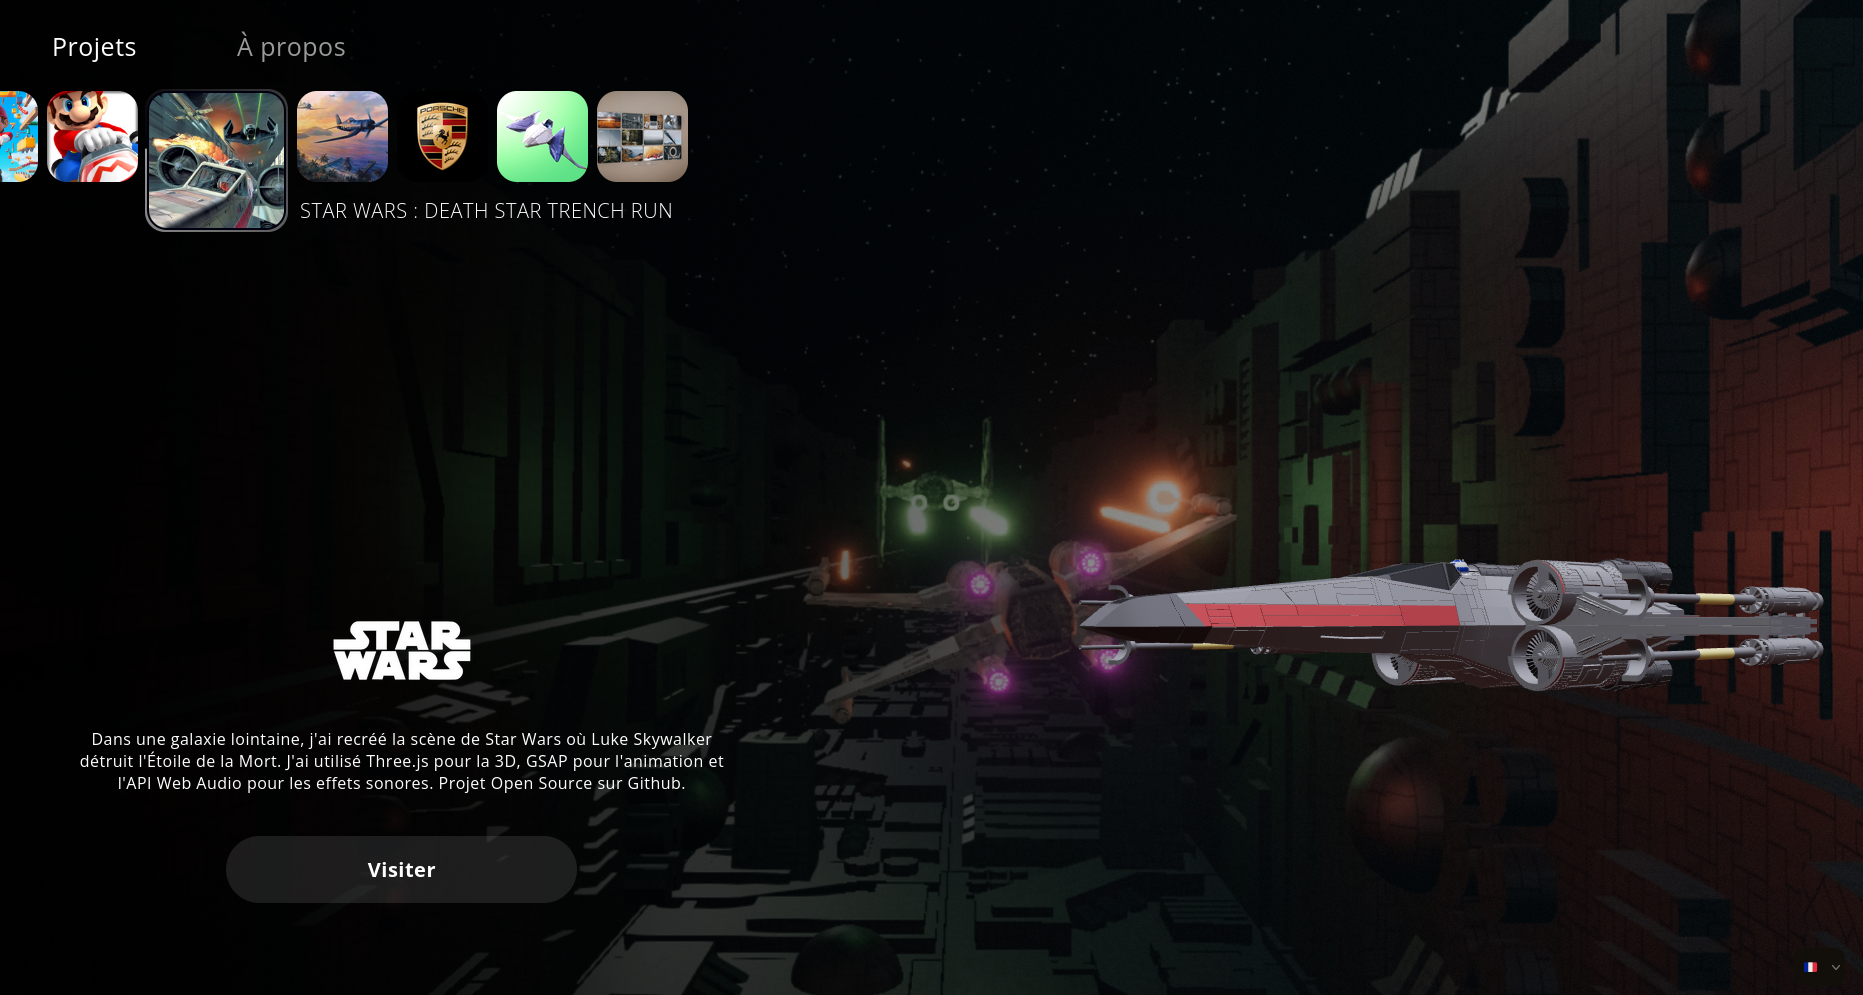 Projets
À propos
PORSCHE
STAR WARS : DEATH STAR TRENCH RUN
STAR
WARS
Dans une galaxie lointaine, j'ai recréé la scène de Star Wars où Luke Skywalker
détruit l'Étoile de la Mort. J'ai utilisé Three.js pour la 3D, GSAP pour l'animation et
l'API Web Audio pour les effets sonores. Projet Open Source sur Github.
Visiter